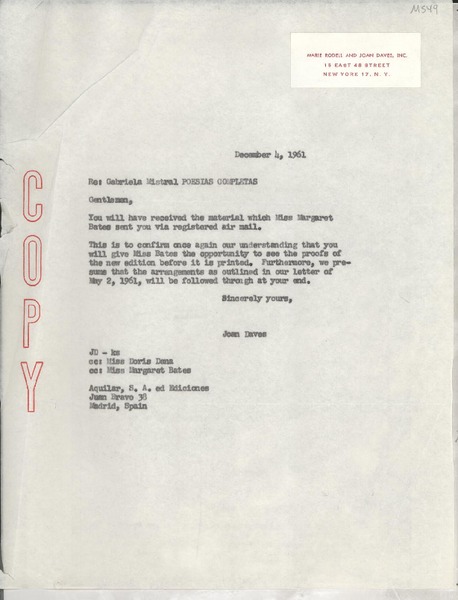 M549
MARIE RODELL AND JOAN DAVES, INC.
15 EAST 48 STREET
NEW YORK 17, N. Y.
December 4, 1961
Re: Gabriela Mistral POESIAS COMPLETAS
Gentlemen,
You will have received the material which Miss Margaret
Bates sent you via registered air mail.
This is to confirm once again our understanding that you
will give Miss Bates the opportunity to see the proofs of
the new edition before it is printed. Furthermore, we pre-
sume that the arrangements as outlined in our letter of
May 2, 1961, will be followed through at your end.
Sincerely yours,
Joan Daves
JD - ks
cc: Miss Doris Dana
cc: Miss Margaret Bates
Aguilar, S. A. ed Ediciones
Juan Bravo 38
Madrid, Spain
COPY